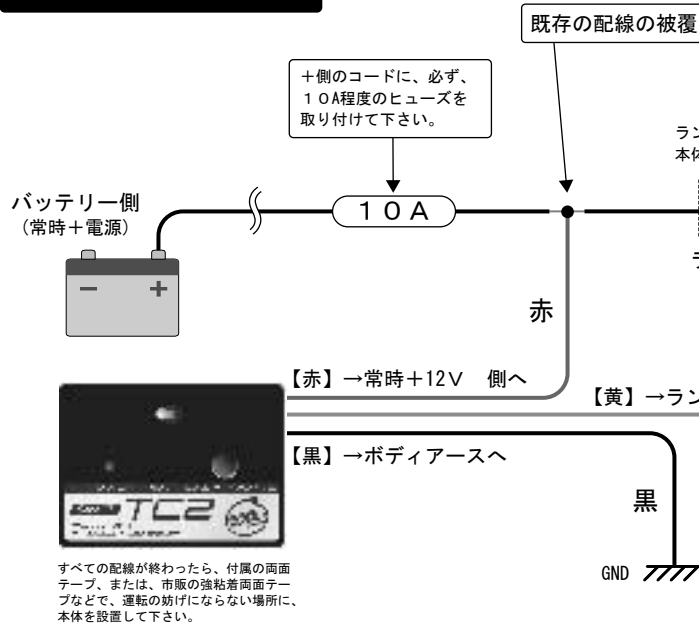 既存の配線の被覆
＋側のコードに、必ず、
１０A程度のヒューズを
取り付けて下さい。
ラン
本体
バッテリー側
（常時＋電源）
１０A
－ ＋
赤
【赤】→常時＋12V　側へ
【黄】→ラン
【黒】→ボディアースへ
TC2
黒
GND
すべての配線が終わったら、付属の両面
テープ、または、市販の強粘着両面テー
プなどで、運転の妨げにならない場所に、
本体を設置して下さい。